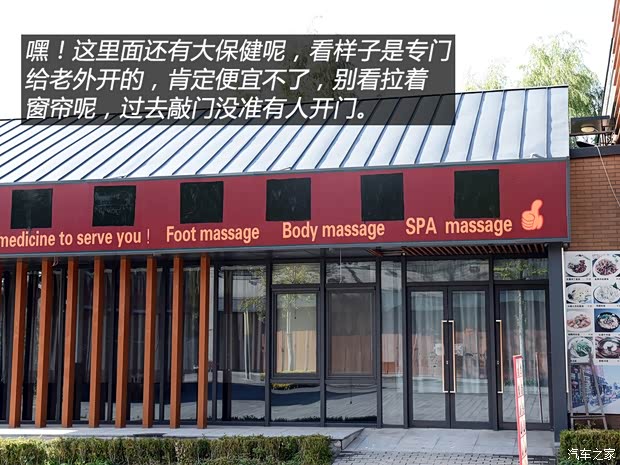 嘿！这里面还有大保健呢，看样子是专门
给老外开的，肯定便宜不了，别看拉着
窗帘呢，过去敲门没准有人开门。
medicine to serve you！ Foot massage Body massage SPA massage
汽车之家